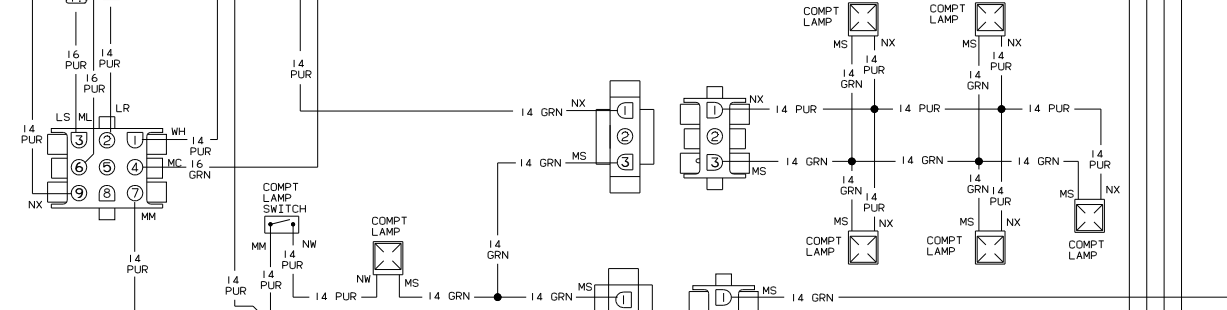 COMPT
LAMP
COMPT
LAMP
MS
NX
MS
NX
16
PUR
14
PUR
14
PUR
14
PUR
14
PUR
16
PUR
14
GRN
14
GRN
LS
ML
LR
NX
14 GRN
1
1
NX
14 PUR
14 PUR
14 PUR
14
PUR
3
2
1
WH
14
PUR
2
2
MS
14 GRN
3
3
MS
14 GRN
14 GRN
14 GRN
14
PUR
6
5
4
MC
16
GRN
9
8
7
NX
MM
COMPT
LAMP
SWITCH
14
GRN
14
PUR
14
GRN
14
PUR
MS
NX
COMPT
LAMP
MS
NX
MS
NX
MM
NW
COMPT
LAMP
COMPT
LAMP
COMPT
LAMP
14
PUR
14
PUR
14
GRN
14
PUR
14
PUR
NW
MS
14 PUR
14 GRN
14 GRN
MS
1
1
MS
14 GRN